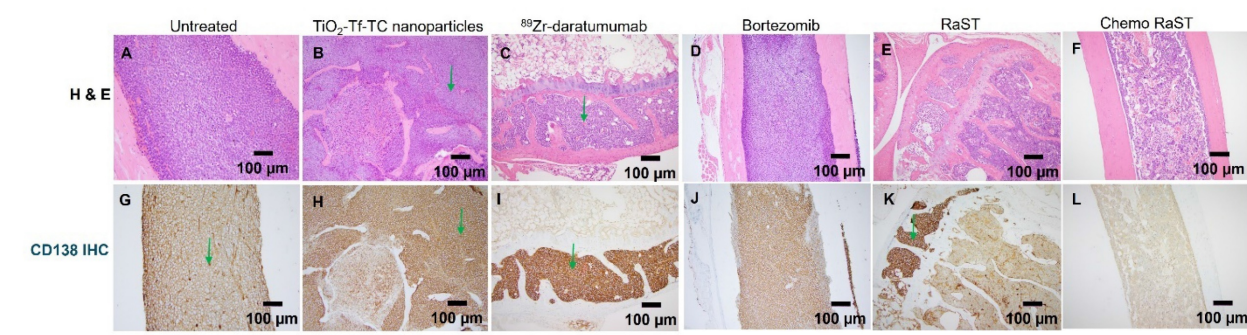 Untreated TiO₂-Tf-TC nanoparticles ⁸⁹Zr-daratumumab Bortezomib RaST Chemo RaST
A B C D E F
H & E
100 µm 100 µm 100 µm 100 µm 100 µm 100 µm
G H I J K L
CD138 IHC
100 µm 100 µm 100 µm 100 µm 100 µm 100 µm